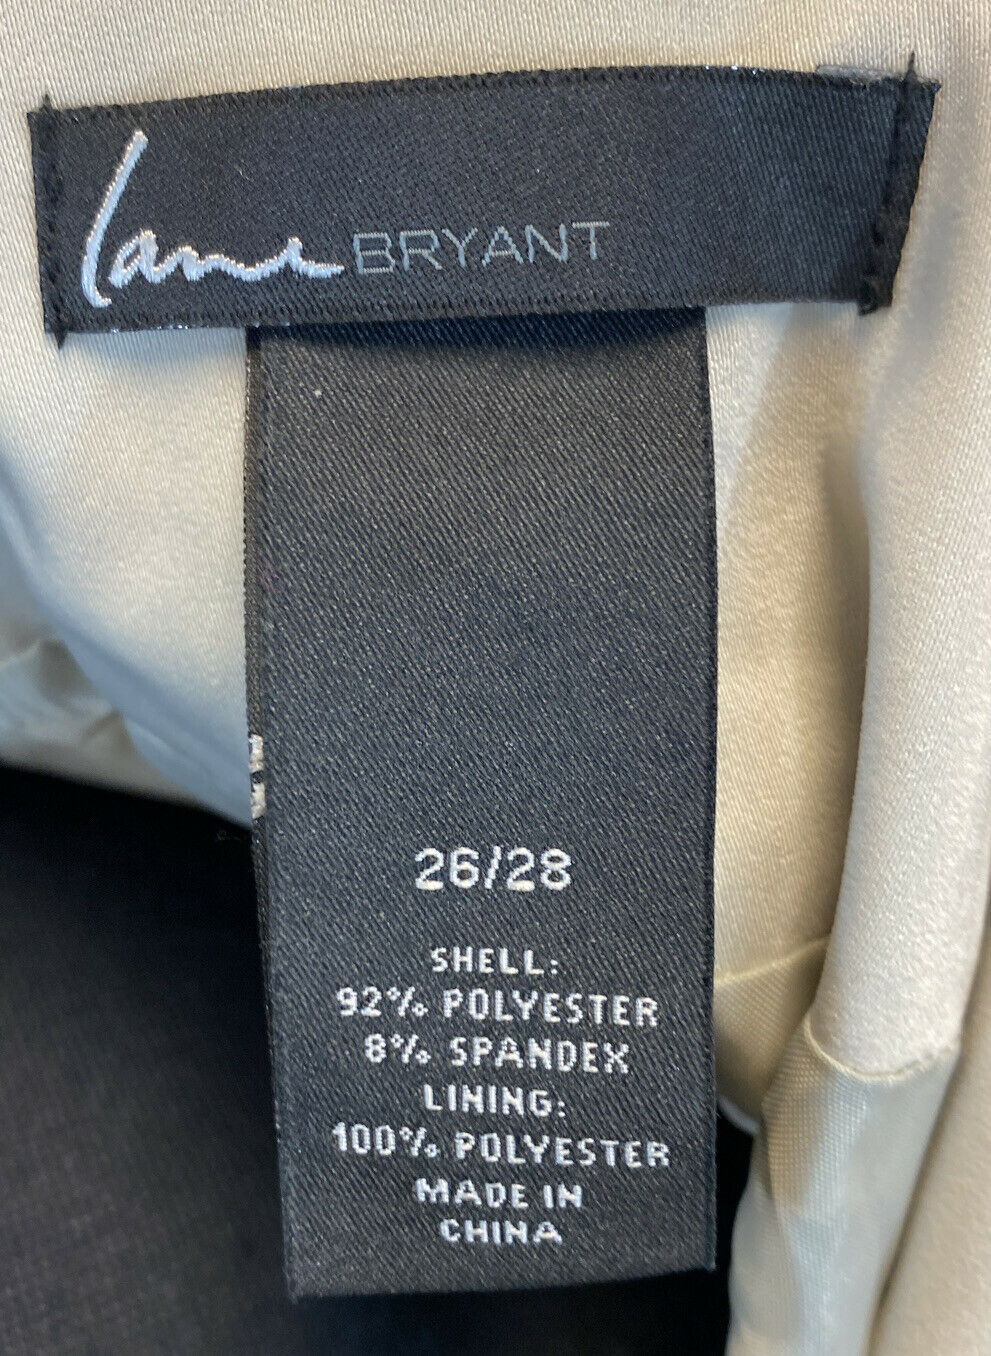 Lane BRYANT
26/28
SHELL:
92% POLYESTER
8% SPANDEX
LINING:
100% POLYESTER
MADE IN
CHINA